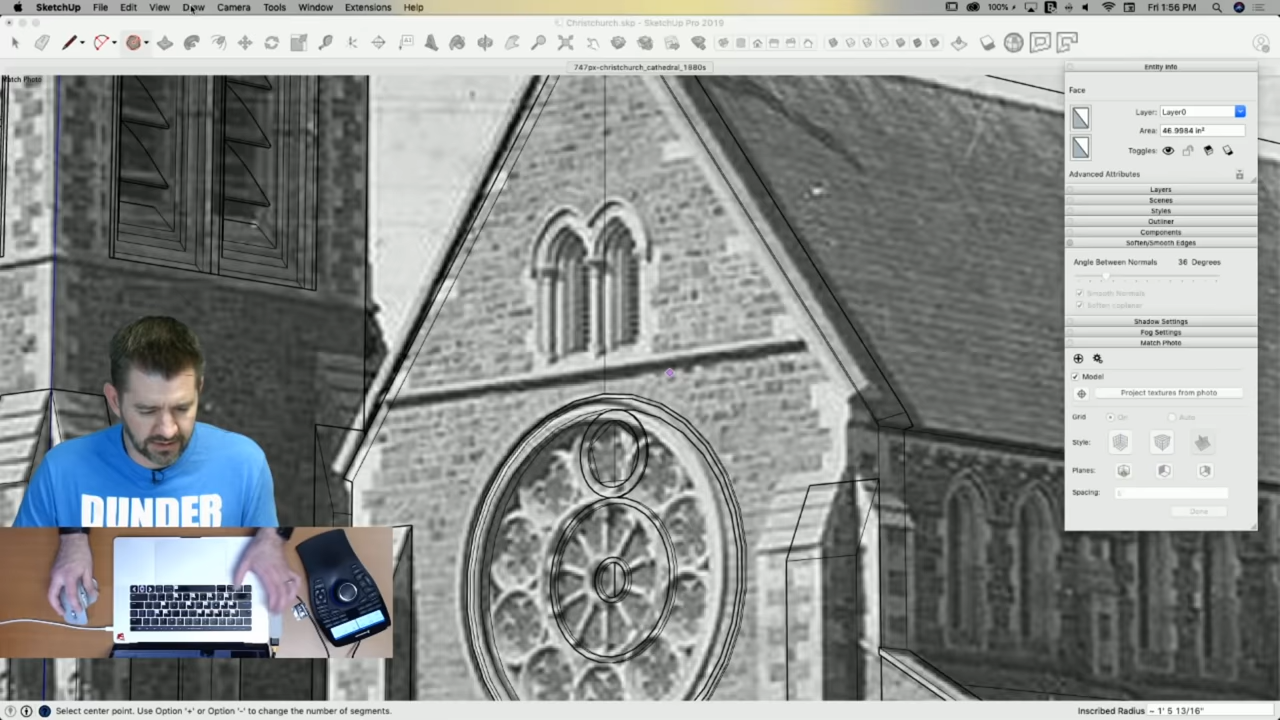 SketchUp File Edit View Draw Camera Tools Window Extensions Help
100% Fri 1:56 PM
Christchurch.skp - SketchUp Pro 2019
747px-christchurch_cathedral_1880s
Match Photo
Entity Info
Face
Layer: Layer0
Area: 46.9984 in²
Toggles:
Advanced Attributes
Layers
Scenes
Styles
Outliner
Components
Soften/Smooth Edges
Angle Between Normals 36 Degrees
Smooth Normals
Soften coplanar
Shadow Settings
Fog Settings
Match Photo
Model
Project textures from photo
Grid On Auto
Style:
Planes:
Spacing:
Done
DUNDER
Select center point. Use Option '+' or Option '-' to change the number of segments.
Inscribed Radius ~ 1' 5 13/16"